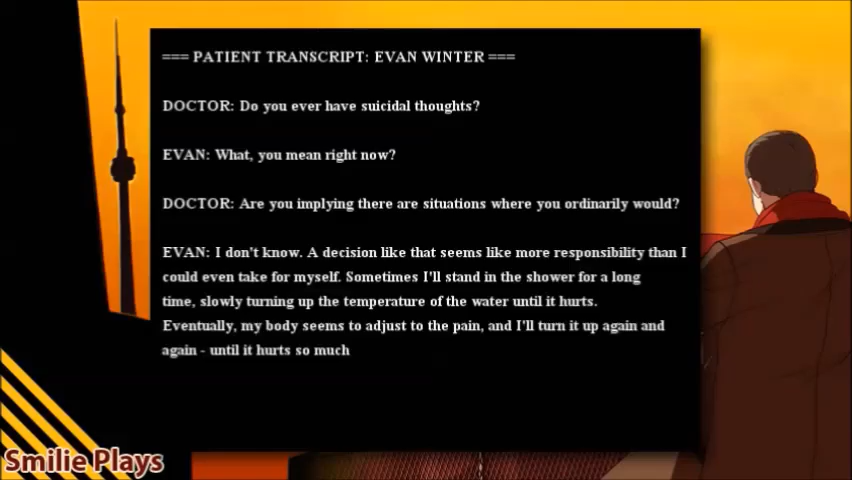 === PATIENT TRANSCRIPT: EVAN WINTER ===
DOCTOR: Do you ever have suicidal thoughts?
EVAN: What, you mean right now?
DOCTOR: Are you implying there are situations where you ordinarily would?
EVAN: I don't know. A decision like that seems like more responsibility than I
could even take for myself. Sometimes I'll stand in the shower for a long
time, slowly turning up the temperature of the water until it hurts.
Eventually, my body seems to adjust to the pain, and I'll turn it up again and
again - until it hurts so much
Smilie Plays